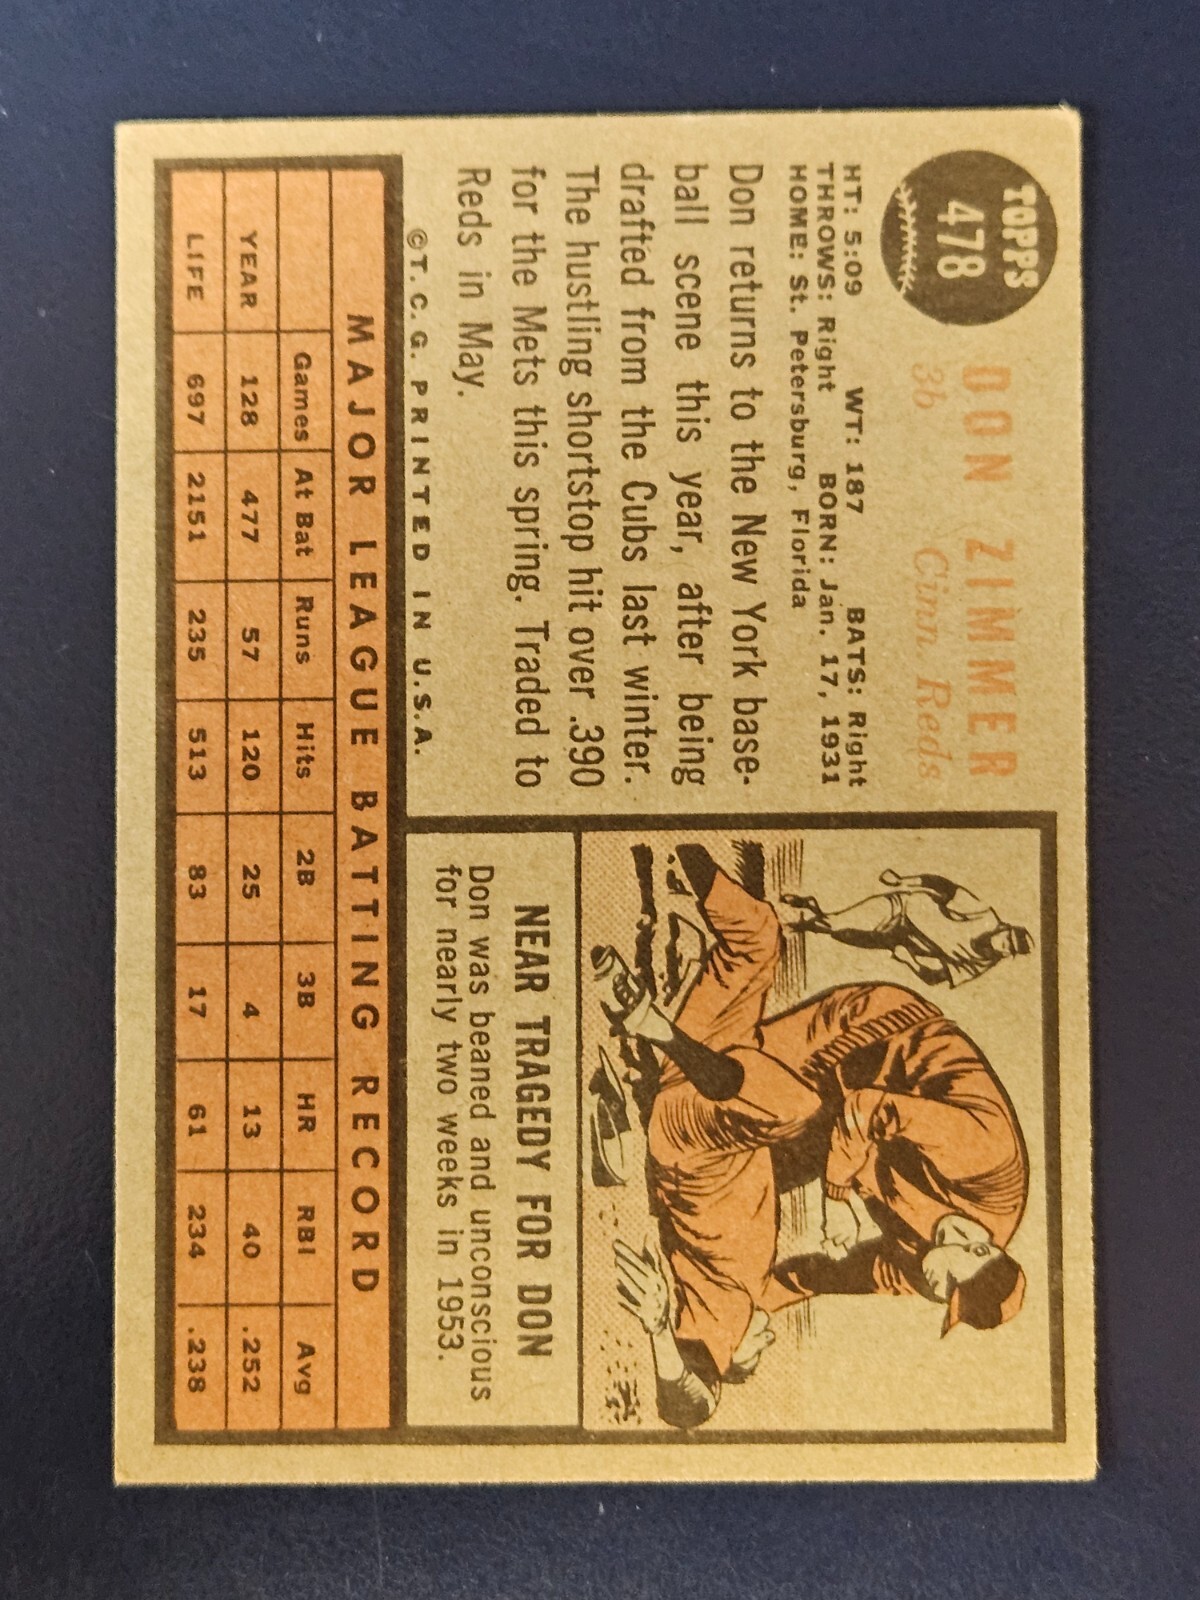 TOPPS
478
DON ZIMMER
3b Cinn Reds
HT: 5:09 WT: 187 BATS: Right
THROWS: Right BORN: Jan. 17, 1931
HOME: St. Petersburg, Florida
Don returns to the New York base-
ball scene this year, after being
drafted from the Cubs last winter.
The hustling shortstop hit over .390
for the Mets this spring. Traded to
Reds in May.
©T. C. G. PRINTED IN U.S.A.
NEAR TRAGEDY FOR DON
Don was beaned and unconscious
for nearly two weeks in 1953.
MAJOR LEAGUE BATTING RECORD
Games At Bat Runs Hits 2B 3B HR RBI Avg
YEAR 128 477 57 120 25 4 13 40 .252
LIFE 697 2151 235 513 83 17 61 234 .238